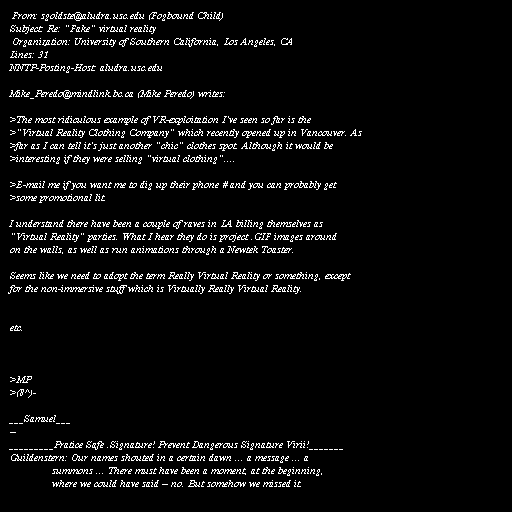 From: sgoldste@aludra.usc.edu (Fogbound Child)
Subject: Re: "Fake" virtual reality
Organization: University of Southern California, Los Angeles, CA
Lines: 31
NNTP-Posting-Host: aludra.usc.edu

Mike_Peredo@mindlink.bc.ca (Mike Peredo) writes:

>The most ridiculous example of VR-exploitation I've seen so far is the
>"Virtual Reality Clothing Company" which recently opened up in Vancouver. As
>far as I can tell it's just another "chic" clothes spot. Although it would be
>interesting if they were selling "virtual clothing"....

>E-mail me if you want me to dig up their phone # and you can probably get
>some promotional lit.

I understand there have been a couple of raves in LA billing themselves as
"Virtual Reality" parties. What I hear they do is project .GIF images around
on the walls, as well as run animations through a Newtek Toaster.

Seems like we need to adopt the term Really Virtual Reality or something, except
for the non-immersive stuff which is Virtually Really Virtual Reality.

etc.

>MP
>(8^)-

___Samuel___
--
_________Pratice Safe .Signature! Prevent Dangerous Signature Virii!_______
Guildenstern: Our names shouted in a certain dawn ... a message ... a
summons ... There must have been a moment, at the beginning,
where we could have said -- no. But somehow we missed it.